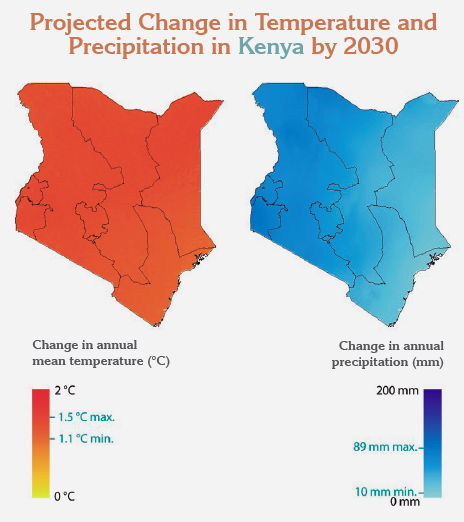 Projected Change in Temperature and
Precipitation in Kenya by 2030
Change in annual
mean temperature (°C)
2 °C
1.5 °C max.
1.1 °C min.
0 °C
Change in annual
precipitation (mm)
200 mm
89 mm max.
10 mm min.
0 mm